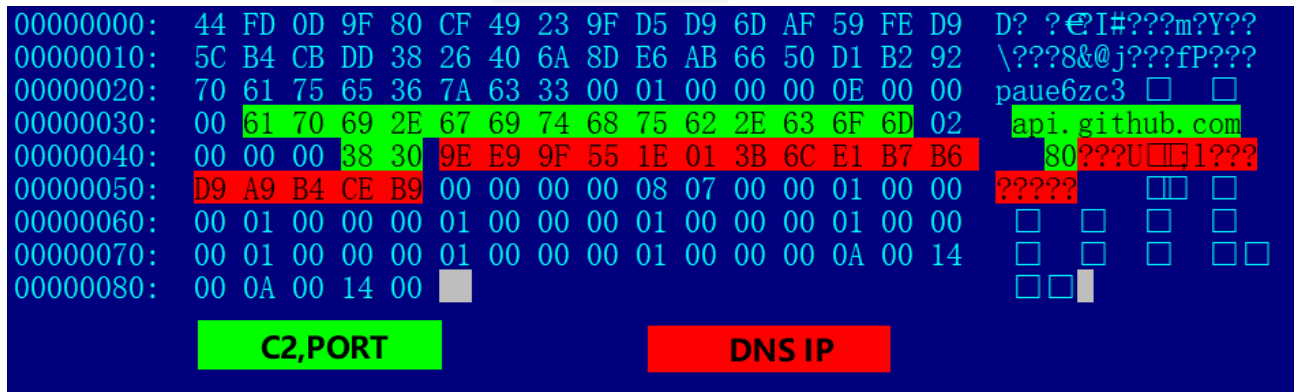 00000000: 44 FD 0D 9F 80 CF 49 23 9F D5 D9 6D AF 59 FE D9 D? ?€?I#???m?Y??
00000010: 5C B4 CB DD 38 26 40 6A 8D E6 AB 66 50 D1 B2 92 \???8&@j???fP???
00000020: 70 61 75 65 36 7A 63 33 00 01 00 00 00 0E 00 00 paue6zc3 □ □
00000030: 00 61 70 69 2E 67 69 74 68 75 62 2E 63 6F 6D 02 api.github.com
00000040: 00 00 00 38 30 9E E9 9F 55 1E 01 3B 6C E1 B7 B6 80???U□□;l???
00000050: D9 A9 B4 CE B9 00 00 00 00 08 07 00 00 01 00 00 ????? □□ □
00000060: 00 01 00 00 00 01 00 00 00 01 00 00 00 01 00 00 □ □ □ □
00000070: 00 01 00 00 00 01 00 00 00 01 00 00 00 0A 00 14 □ □ □ □□
00000080: 00 0A 00 14 00 □□
C2,PORT
DNS IP